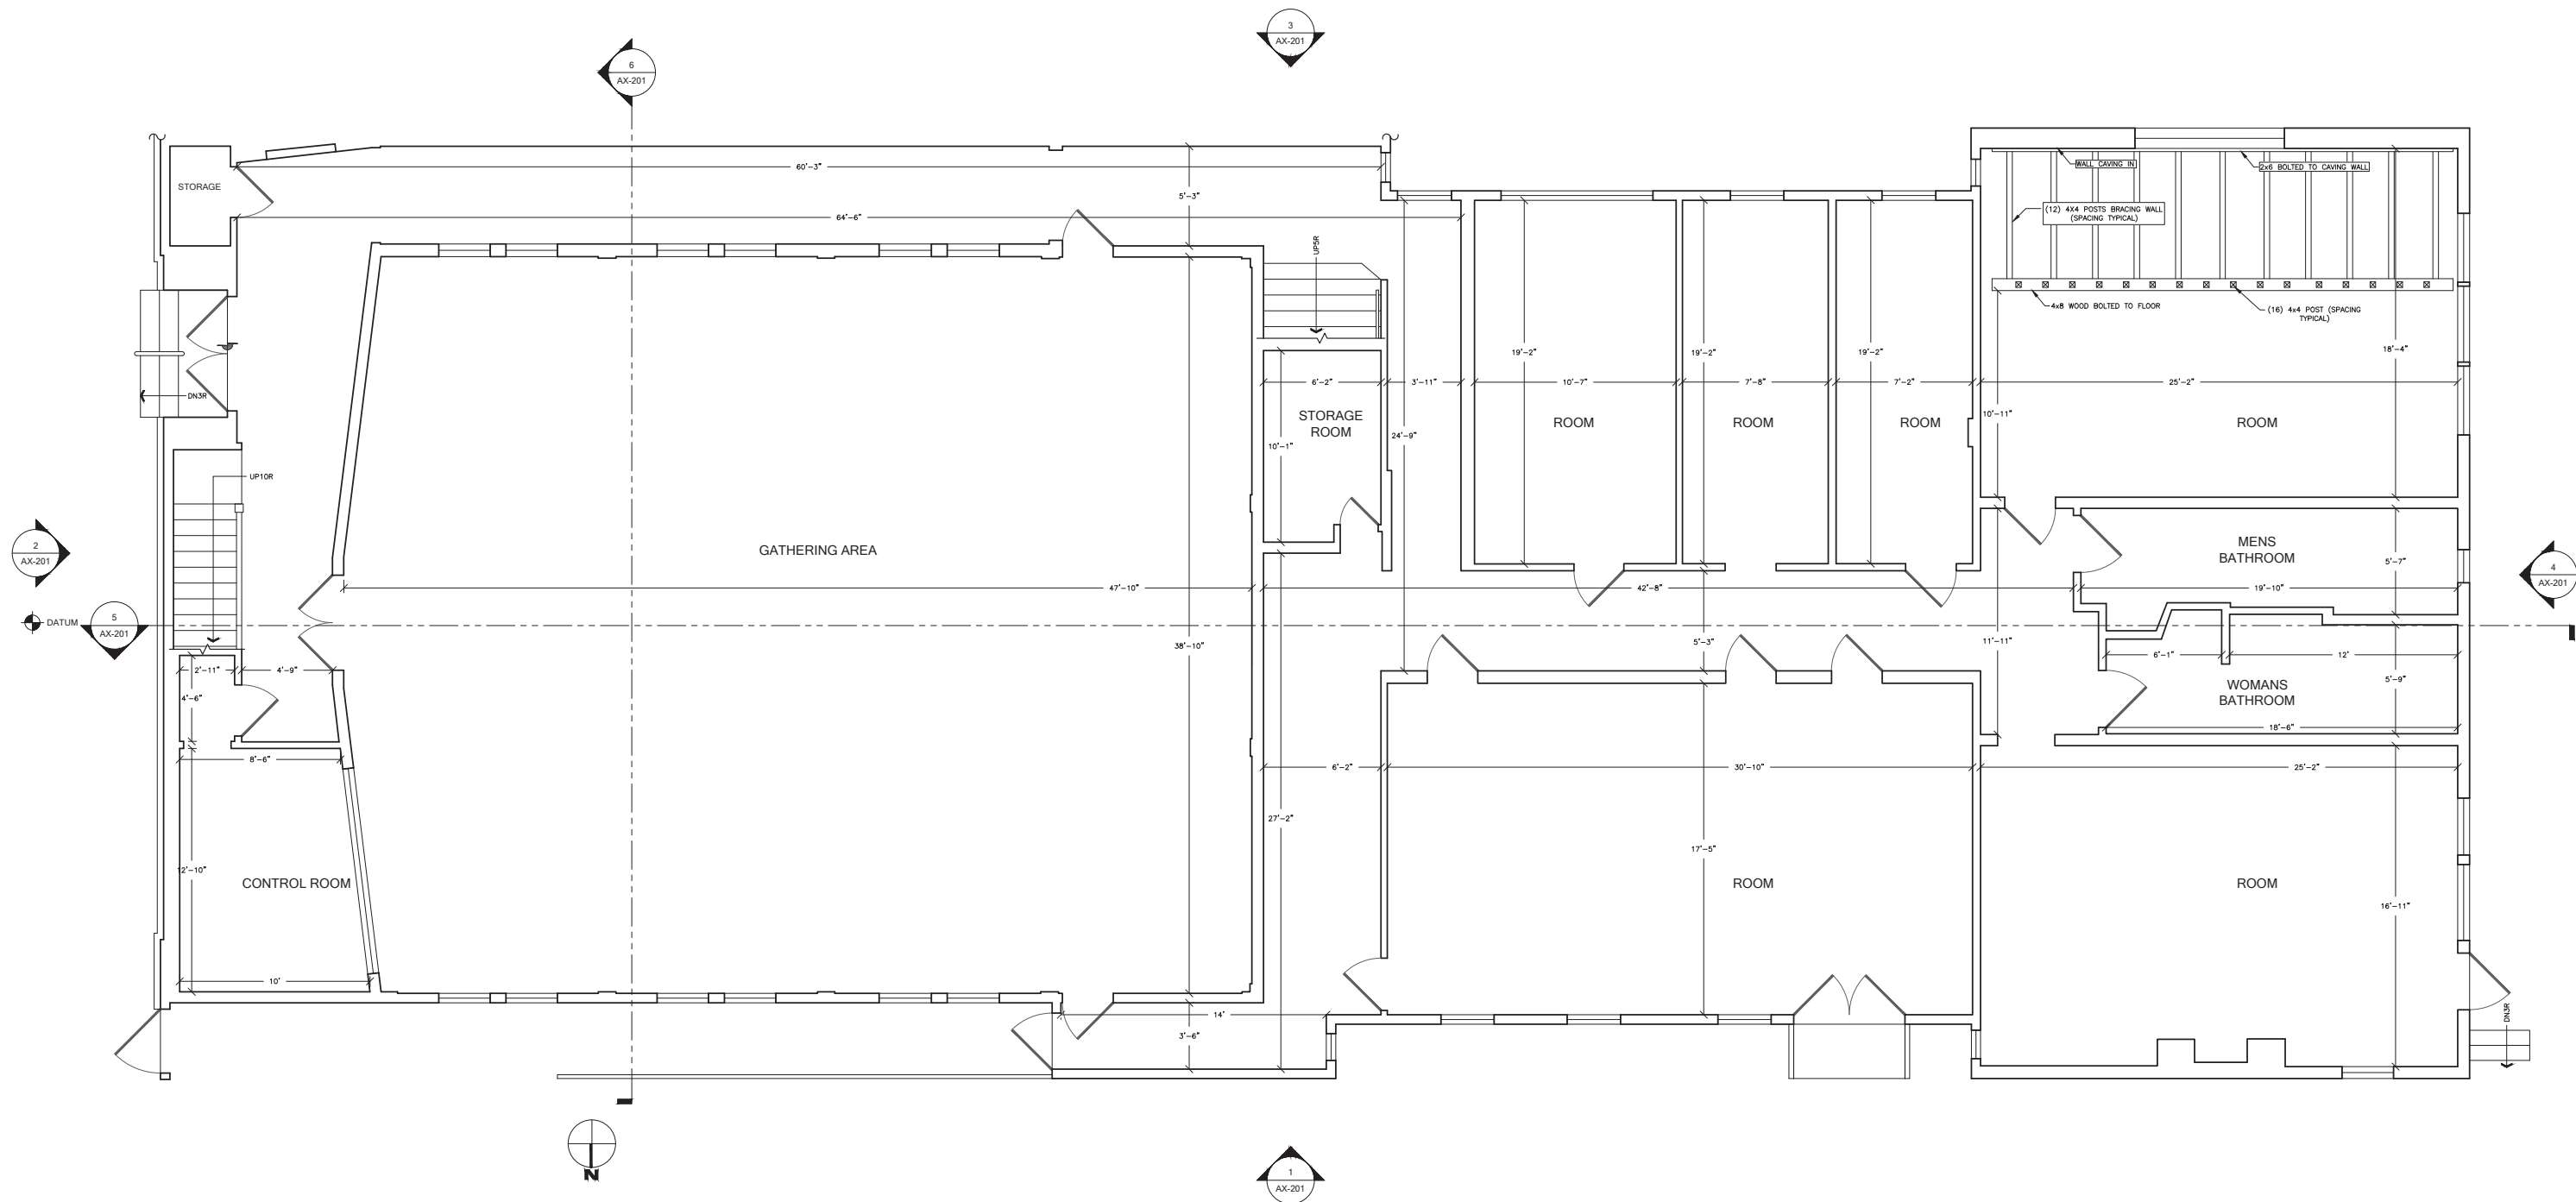 3
AX-201
6
AX-201
60'-3"
WALL CAVING IN
2x6 BOLTED TO CAVING WALL
STORAGE
5'-3"
64'-6"
(12) 4X4 POSTS BRACING WALL
(SPACING TYPICAL)
UP5R
4x8 WOOD BOLTED TO FLOOR
(16) 4x4 POST (SPACING
TYPICAL)
19'-2"
19'-2"
19'-2"
18'-4"
DN3R
6'-2"
3'-11"
10'-7"
7'-8"
7'-2"
25'-2"
STORAGE
ROOM
ROOM
ROOM
ROOM
10'-11"
ROOM
10'-1"
24'-9"
UP10R
2
AX-201
GATHERING AREA
MENS
BATHROOM
5'-7"
4
AX-201
47'-10"
42'-8"
19'-10"
DATUM
5
AX-201
38'-10"
5'-3"
11'-11"
6'-1"
12'
2'-11"
4'-9"
4'-6"
WOMANS
BATHROOM
5'-9"
18'-6"
8'-6"
6'-2"
30'-10"
25'-2"
27'-2"
17'-5"
12'-10"
CONTROL ROOM
ROOM
ROOM
16'-11"
10'
14'
3'-6"
DN3R
N
1
AX-201